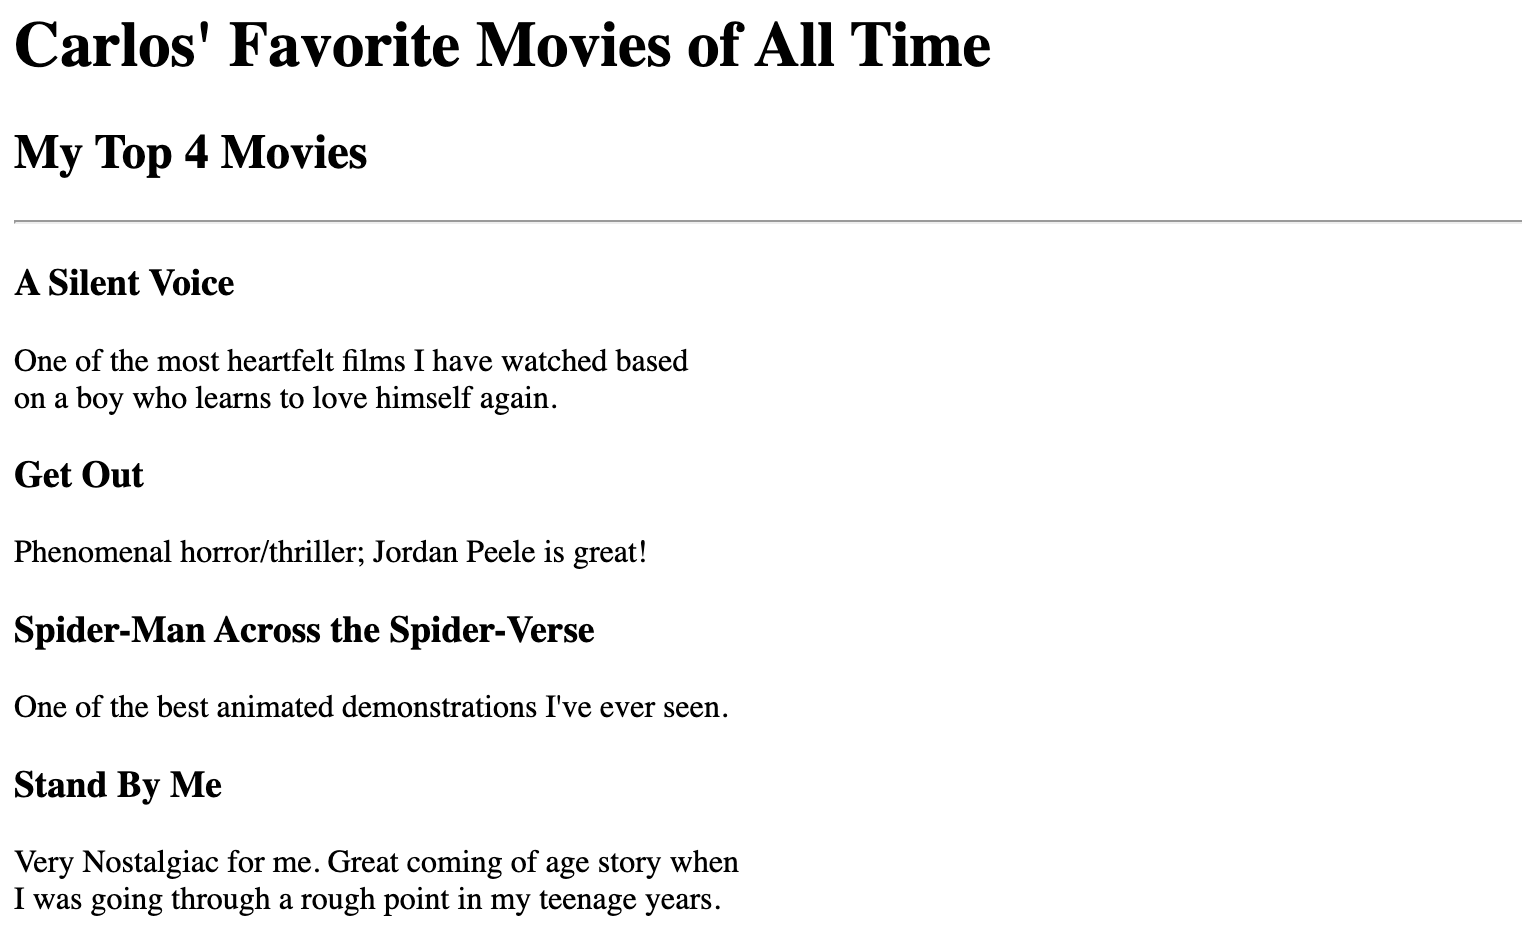 Carlos' Favorite Movies of All Time
My Top 4 Movies
A Silent Voice
One of the most heartfelt films I have watched based
on a boy who learns to love himself again.
Get Out
Phenomenal horror/thriller; Jordan Peele is great!
Spider-Man Across the Spider-Verse
One of the best animated demonstrations I've ever seen.
Stand By Me
Very Nostalgiac for me. Great coming of age story when
I was going through a rough point in my teenage years.